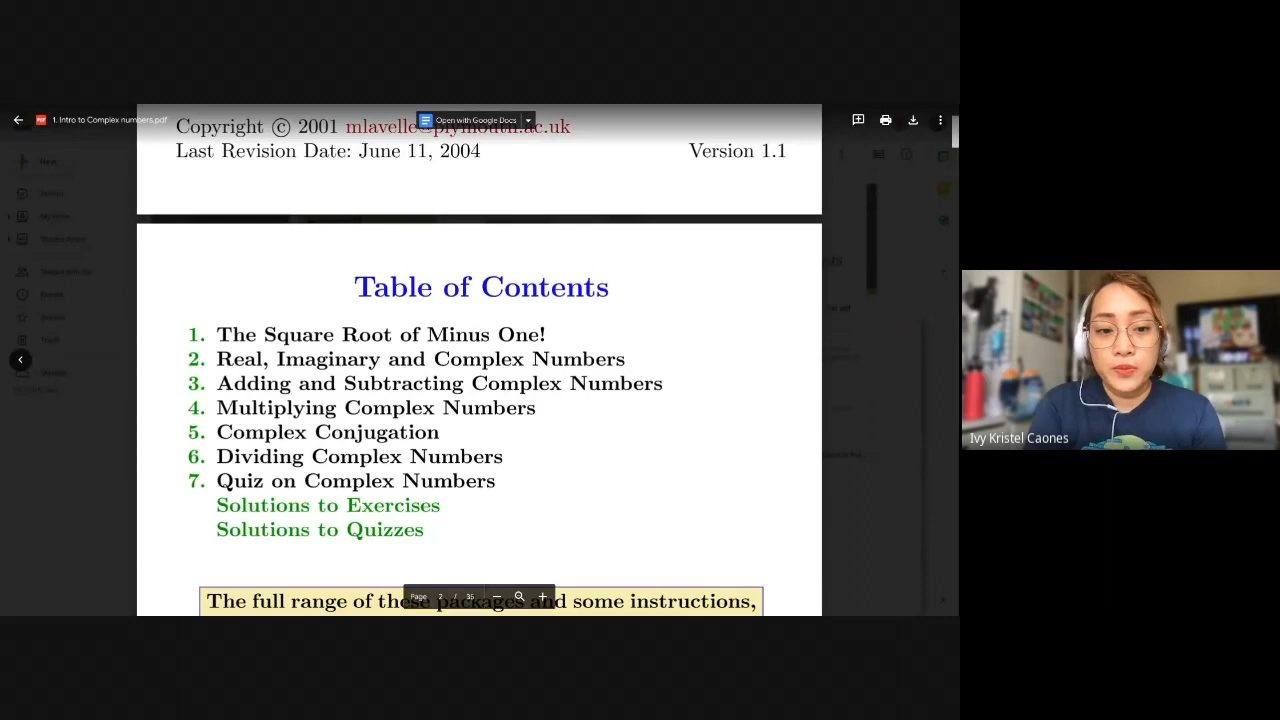 1. Intro to Complex numbers.pdf
Open with Google Docs
Copyright © 2001 mlavelle@plymouth.ac.uk
Last Revision Date: June 11, 2004 Version 1.1
Table of Contents
1. The Square Root of Minus One!
2. Real, Imaginary and Complex Numbers
3. Adding and Subtracting Complex Numbers
4. Multiplying Complex Numbers
5. Complex Conjugation
6. Dividing Complex Numbers
7. Quiz on Complex Numbers
Solutions to Exercises
Solutions to Quizzes
The full range of these packages and some instructions,
Page 2 / 35
Ivy Kristel Caones